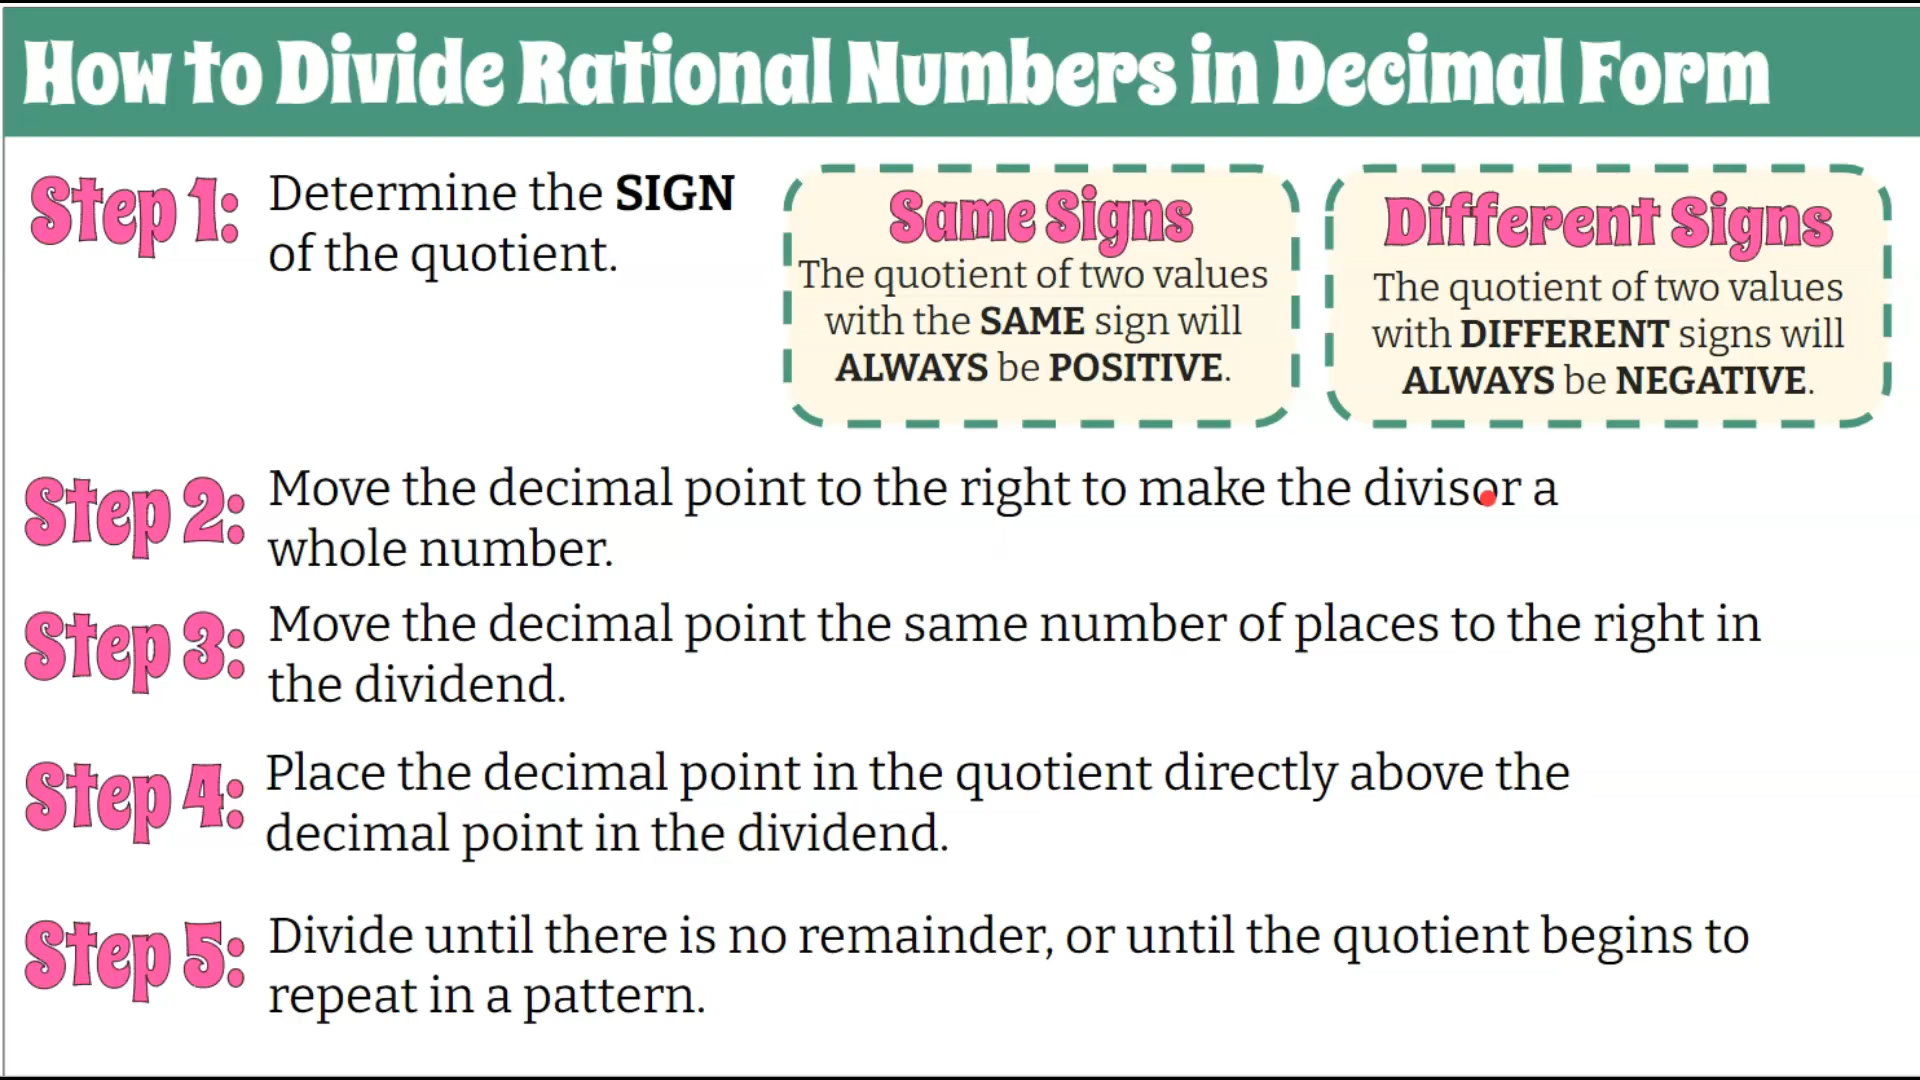 How to Divide Rational Numbers in Decimal Form
Step 1:
Determine the SIGN
of the quotient.
Same Signs
The quotient of two values
with the SAME sign will
ALWAYS be POSITIVE.
Different Signs
The quotient of two values
with DIFFERENT signs will
ALWAYS be NEGATIVE.
Step 2:
Move the decimal point to the right to make the divisor a
whole number.
Step 3:
Move the decimal point the same number of places to the right in
the dividend.
Step 4:
Place the decimal point in the quotient directly above the
decimal point in the dividend.
Step 5:
Divide until there is no remainder, or until the quotient begins to
repeat in a pattern.